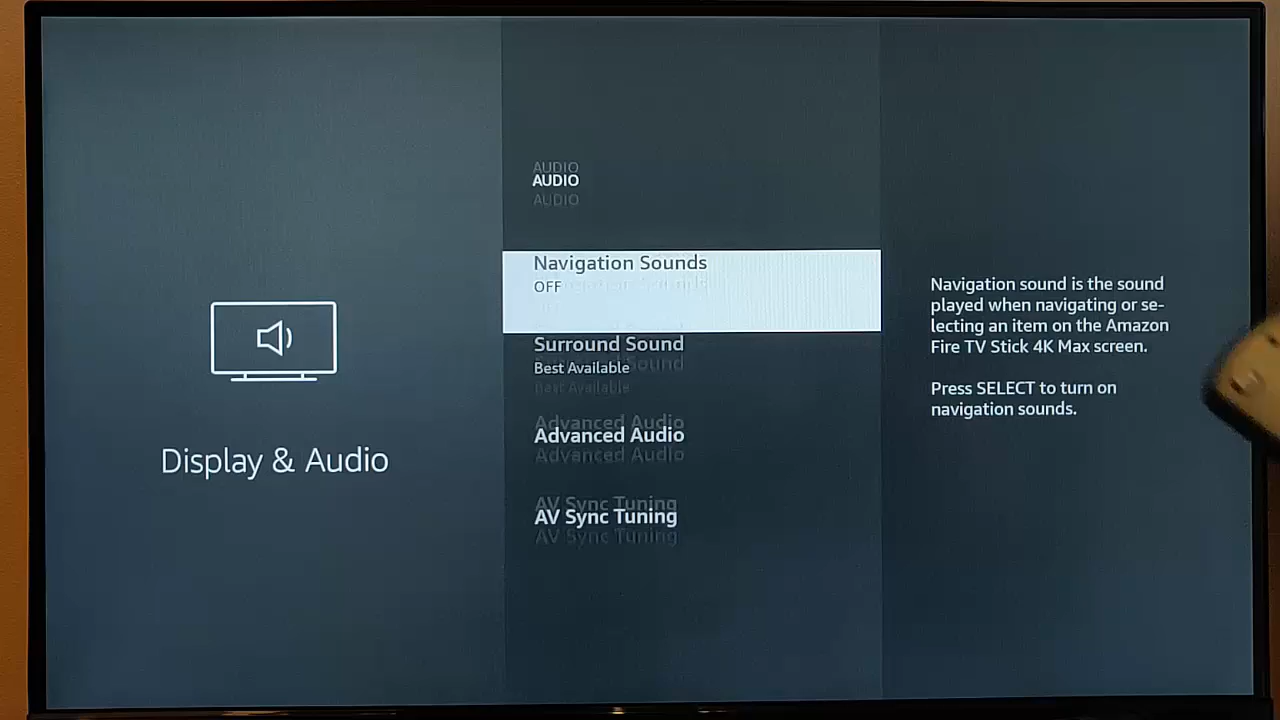 AUDIO
Navigation Sounds
OFF
Surround Sound
Best Available
Advanced Audio
AV Sync Tuning
Display & Audio
Navigation sound is the sound
played when navigating or se-
lecting an item on the Amazon
Fire TV Stick 4K Max screen.
Press SELECT to turn on
navigation sounds.